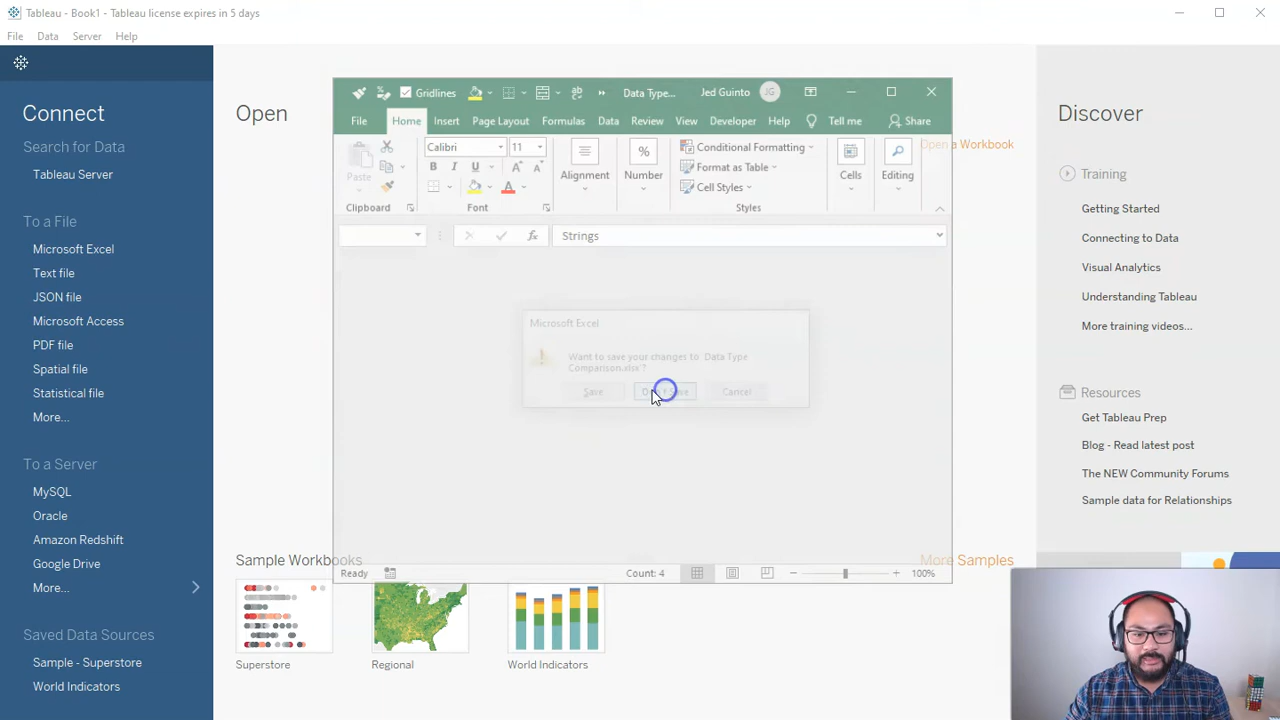 Tableau - Book1 - Tableau license expires in 5 days
File Data Server Help
Connect
Search for Data
Tableau Server
To a File
Microsoft Excel
Text file
JSON file
Microsoft Access
PDF file
Spatial file
Statistical file
More...
To a Server
MySQL
Oracle
Amazon Redshift
Google Drive
More...
Saved Data Sources
Sample - Superstore
World Indicators
Open
Open a Workbook
Gridlines Data Type... Jed Guinto JG
File Home Insert Page Layout Formulas Data Review View Developer Help Tell me Share
Paste
Calibri 11
B I U
Alignment
Number
Conditional Formatting
Format as Table
Cell Styles
Cells
Editing
Clipboard Font Styles
fx Strings
Microsoft Excel
Want to save your changes to 'Data Type
Comparison.xlsx'?
Save Cancel
Ready Count: 4 100%
Sample Workbooks
More Samples
Superstore
Regional
World Indicators
Discover
Training
Getting Started
Connecting to Data
Visual Analytics
Understanding Tableau
More training videos...
Resources
Get Tableau Prep
Blog - Read latest post
The NEW Community Forums
Sample data for Relationships